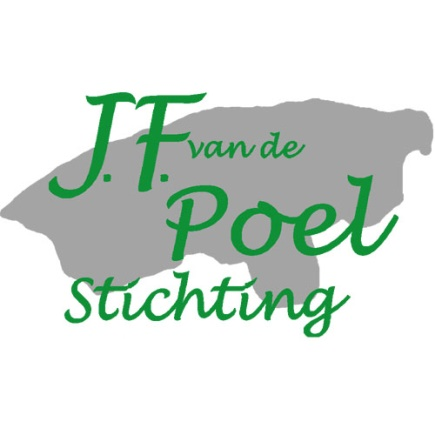 J.F. van de
Poel
Stichting